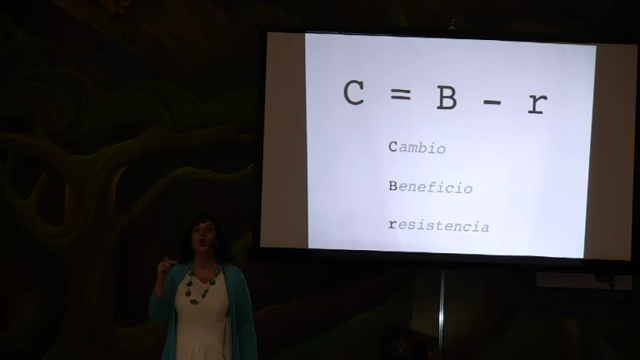 C = B - r
Cambio
Beneficio
resistencia